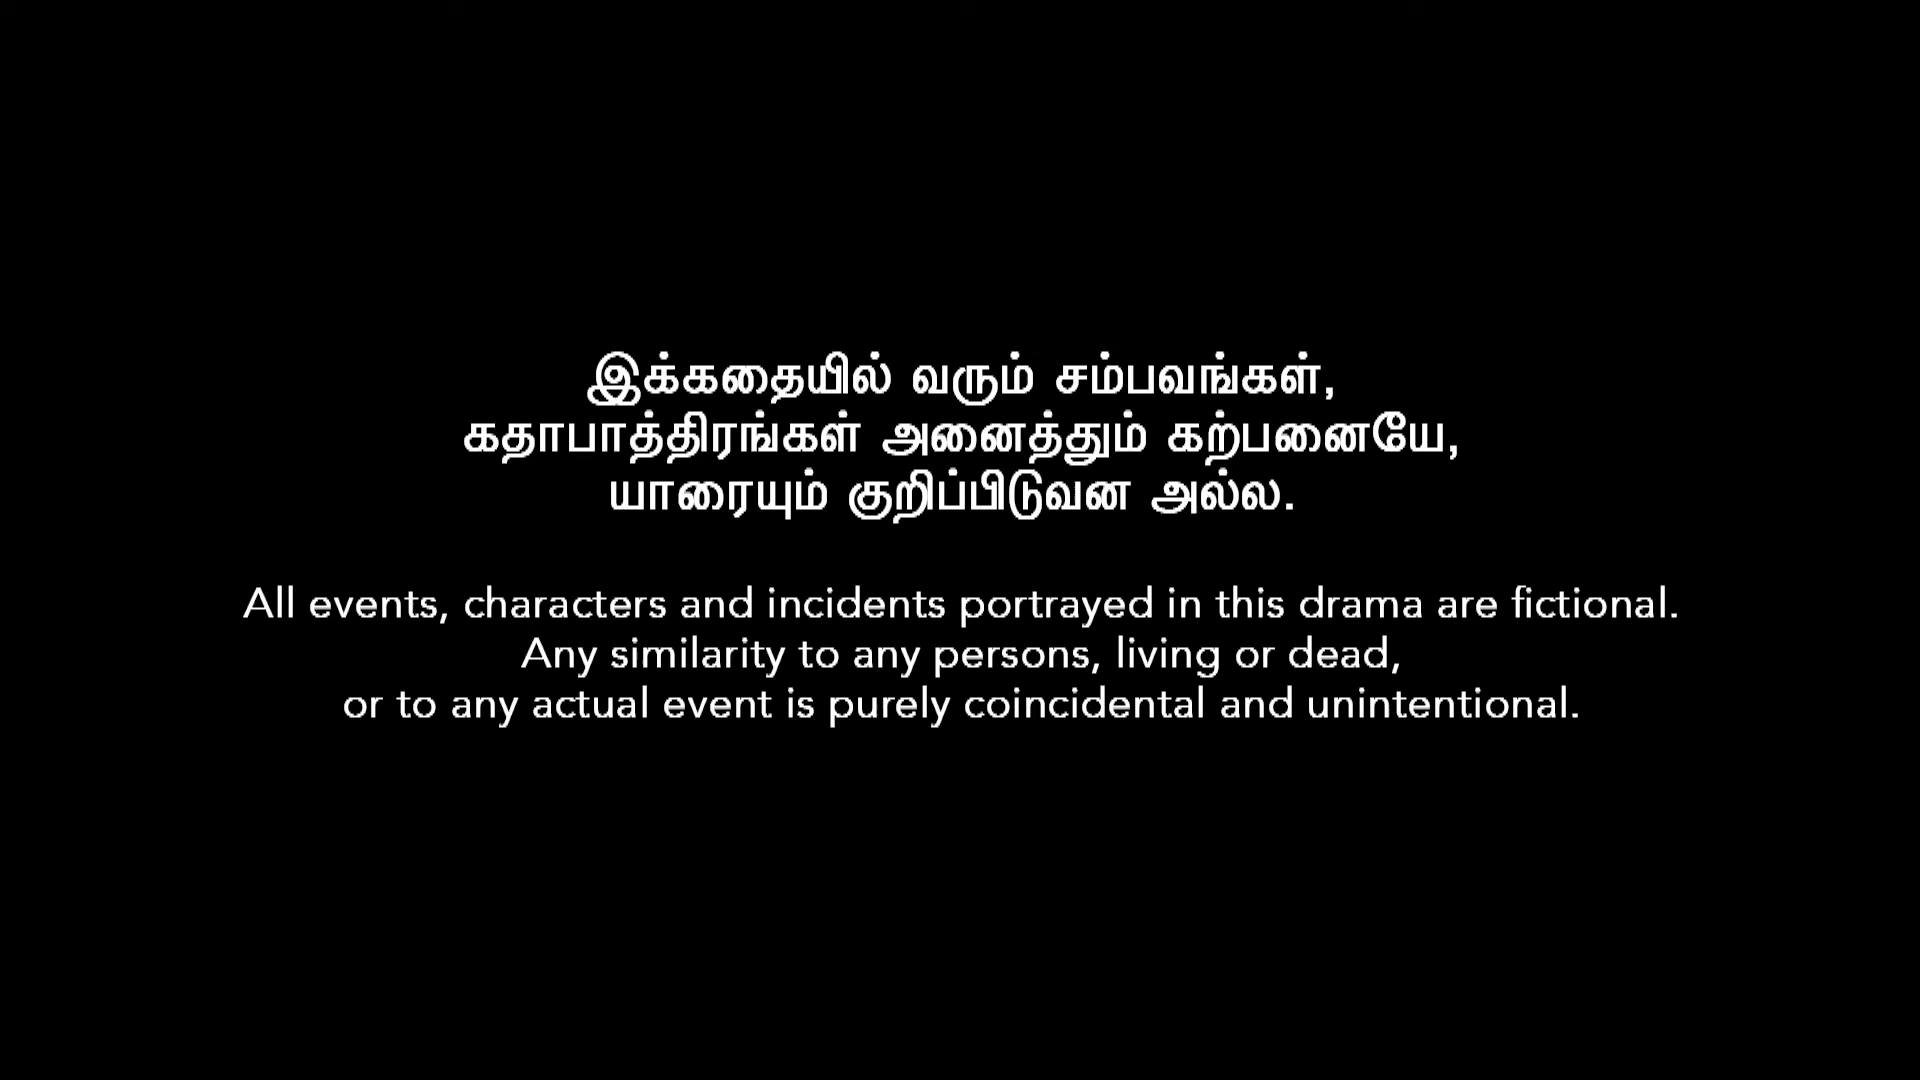 இக்கதையில் வரும் சம்பவங்கள்,
கதாபாத்திரங்கள் அனைத்தும் கற்பனையே,
யாரையும் குறிப்பிடுவன அல்ல.
All events, characters and incidents portrayed in this drama are fictional.
Any similarity to any persons, living or dead,
or to any actual event is purely coincidental and unintentional.